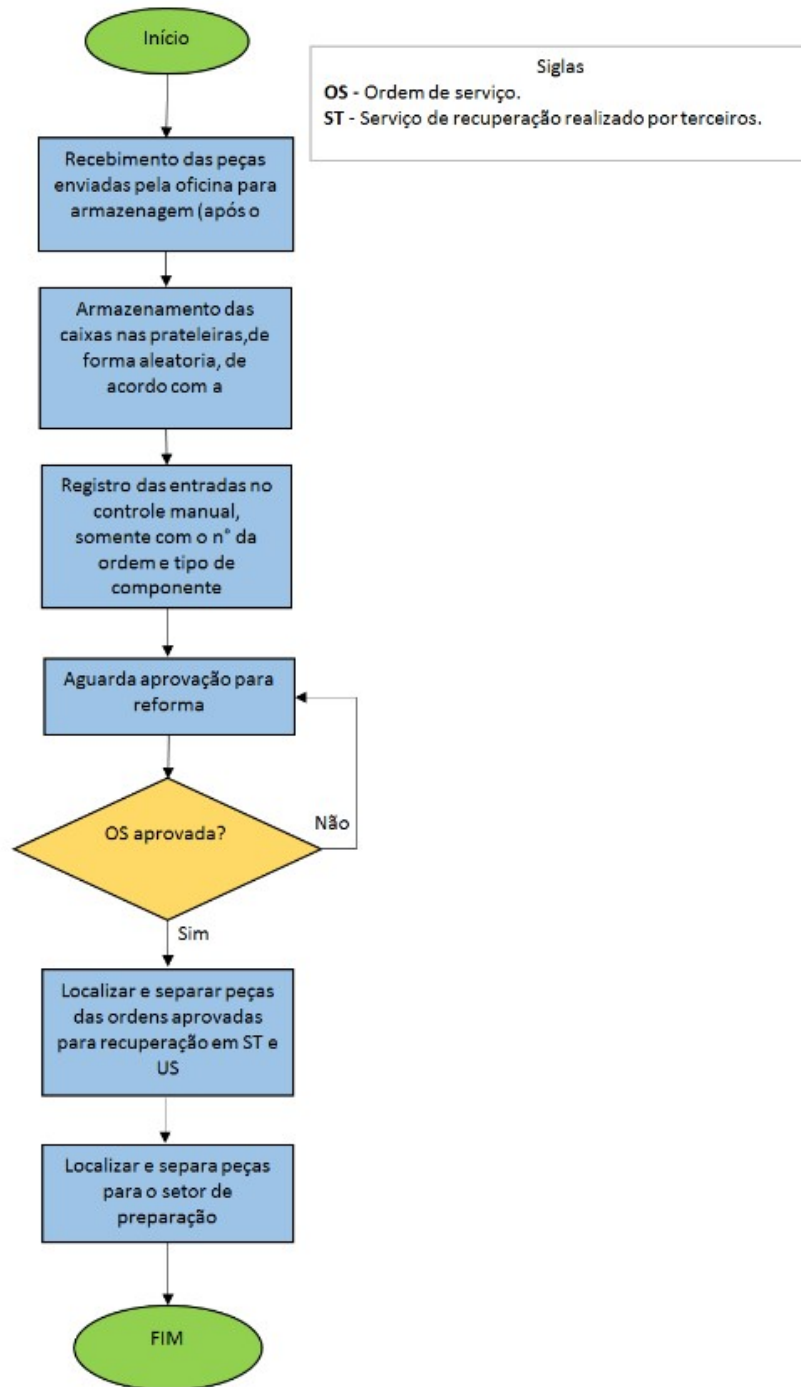 Início
Siglas
OS - Ordem de serviço.
ST - Serviço de recuperação realizado por terceiros.
Recebimento das peças
enviadas pela oficina para
armazenagem (após o
Armazenamento das
caixas nas prateleiras,de
forma aleatoria, de
acordo com a
Registro das entradas no
controle manual,
somente com o n° da
ordem e tipo de
componente
Aguarda aprovação para
reforma
OS aprovada?
Não
Sim
Localizar e separar peças
das ordens aprovadas
para recuperação em ST e
US
Localizar e separa peças
para o setor de
preparação
FIM